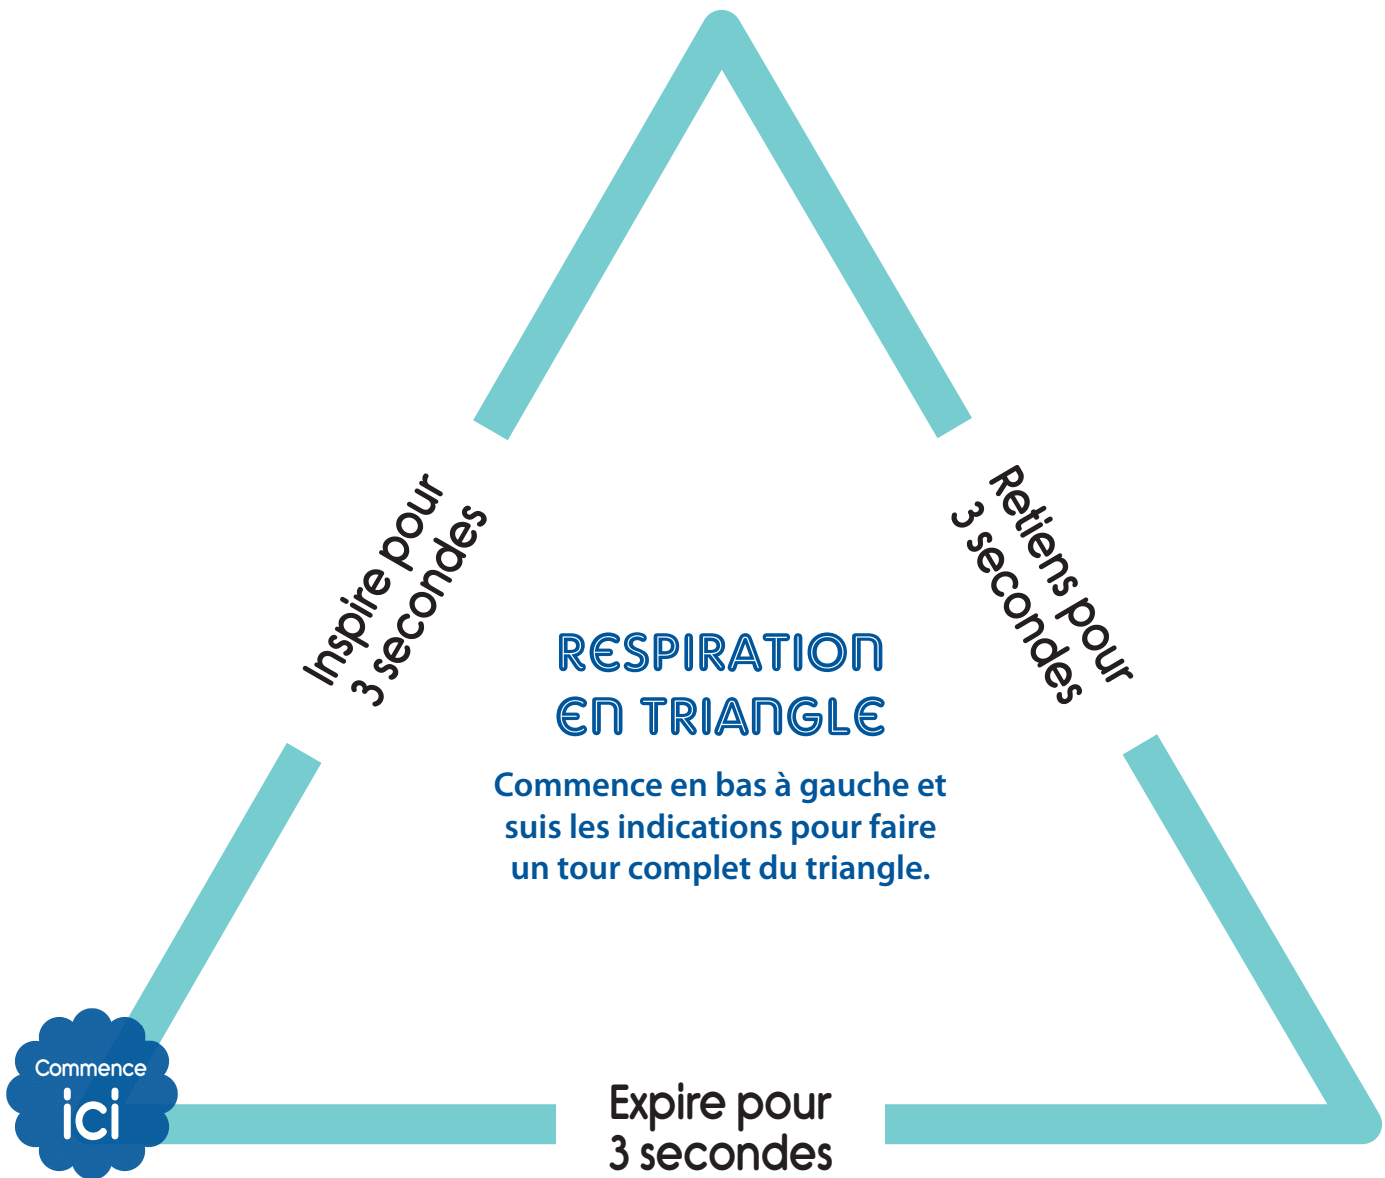 Inspire pour
3 secondes
Retiens pour
3 secondes
RESPIRATION
EN TRIANGLE
Commence en bas à gauche et
suis les indications pour faire
un tour complet du triangle.
Commence
ici
Expire pour
3 secondes